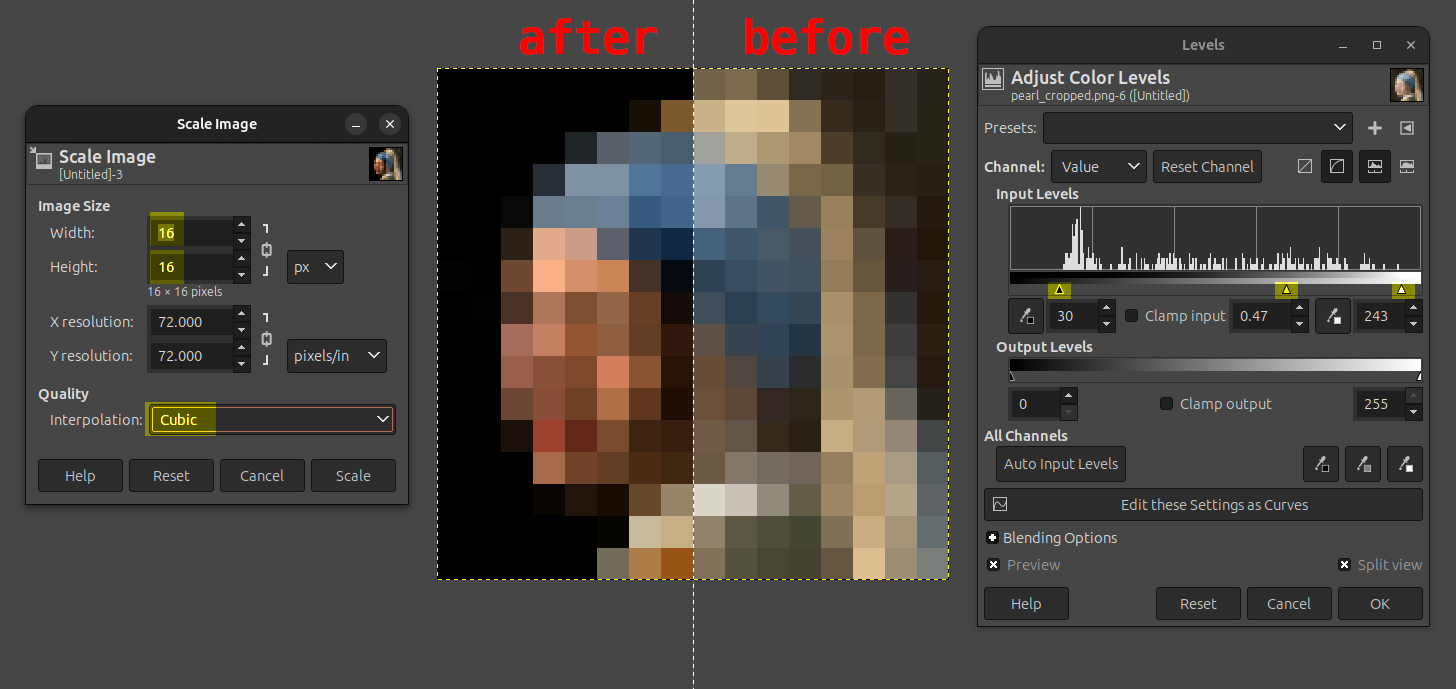 after
before
Scale Image
Scale Image
[Untitled]-3
Image Size
Width: 16
Height: 16
px
16 × 16 pixels
X resolution: 72.000
Y resolution: 72.000
pixels/in
Quality
Interpolation: Cubic
Help
Reset
Cancel
Scale
Levels
Adjust Color Levels
pearl_cropped.png-6 ([Untitled])
Presets:
Channel: Value
Reset Channel
Input Levels
30
Clamp input
0.47
243
Output Levels
0
Clamp output
255
All Channels
Auto Input Levels
Edit these Settings as Curves
Blending Options
Preview
Split view
Help
Reset
Cancel
OK